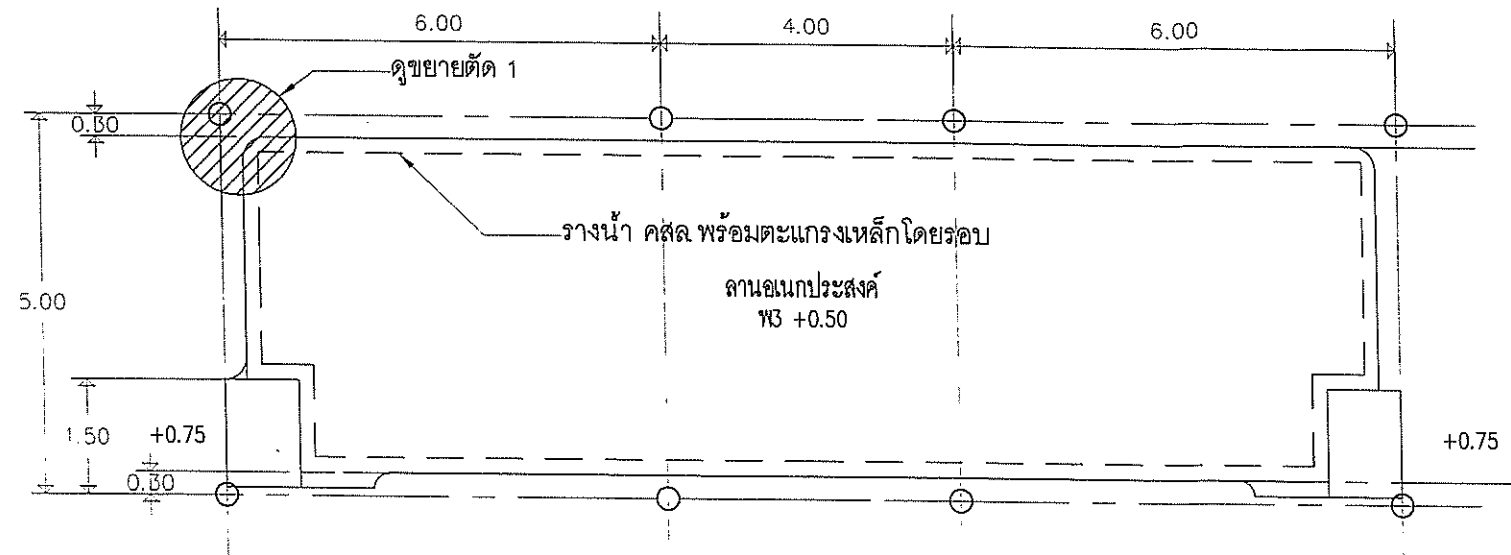 6.00
4.00
6.00
ดูขยายตัด 1
0.30
รางน้ำ คสล. พร้อมตะแกรงเหล็กโดยรอบ
ลานอเนกประสงค์
พ3 +0.50
5.00
1.50
+0.75
+0.75
0.30